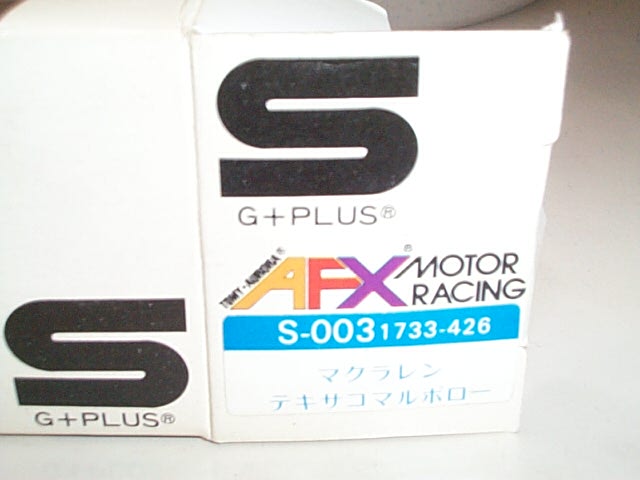 S
G+PLUS®
TOMY-AURORA®
AFX® MOTOR
RACING
S-003 1733-426
マクラレン
テキサコマルボロー
S
G+PLUS®